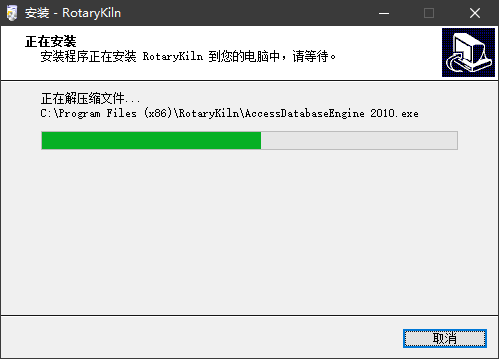 安装 - RotaryKiln
正在安装
安装程序正在安装 RotaryKiln 到您的电脑中，请等待。
正在解压缩文件...
C:\Program Files (x86)\RotaryKiln\AccessDatabaseEngine 2010.exe
取消